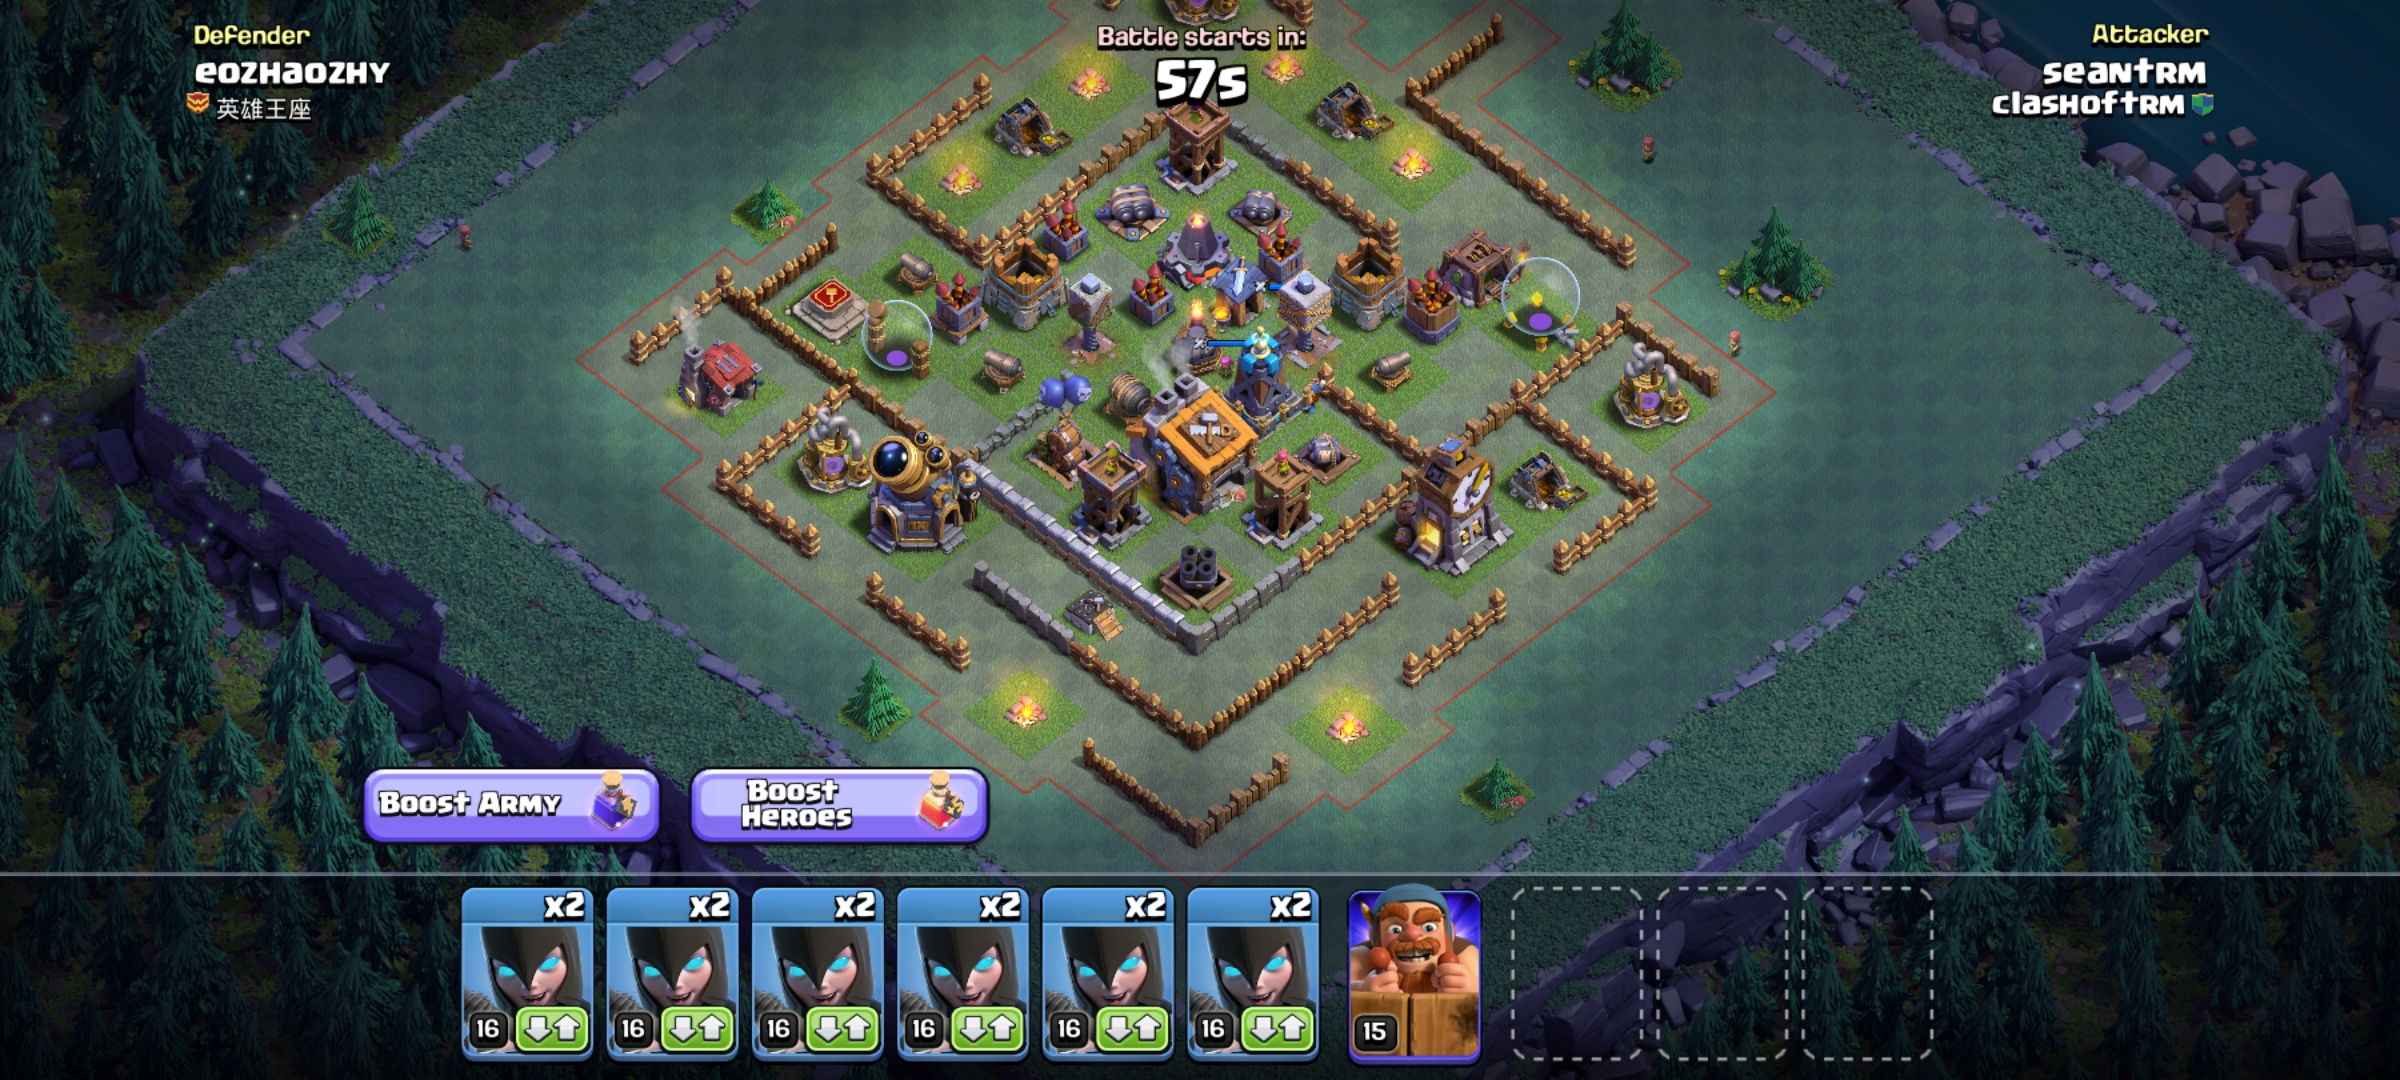 Defender
eozhaozhy
英雄王座
Battle starts in:
57s
Attacker
seantrm
clashoftrm
Boost Army
Boost
Heroes
x2
x2
x2
x2
x2
x2
16
16
16
16
16
16
15